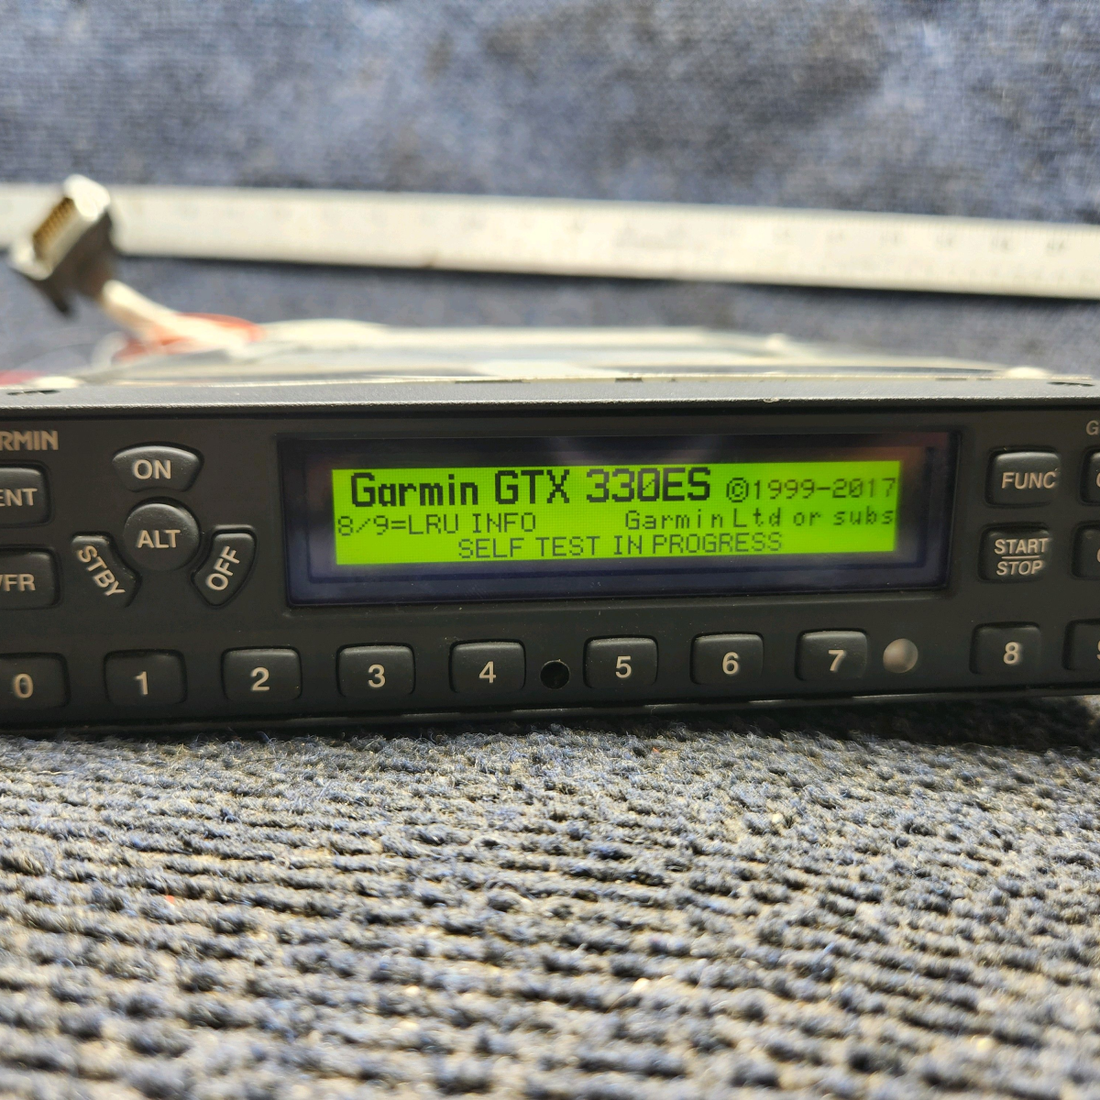 RMIN
ENT
ON
ALT
STBY
OFF
VFR
Garmin GTX 330ES ©1999-2017
8/9=LRU INFO Garmin Ltd or subs
SELF TEST IN PROGRESS
G
FUNC
START
STOP
0 1 2 3 4 5 6 7 8